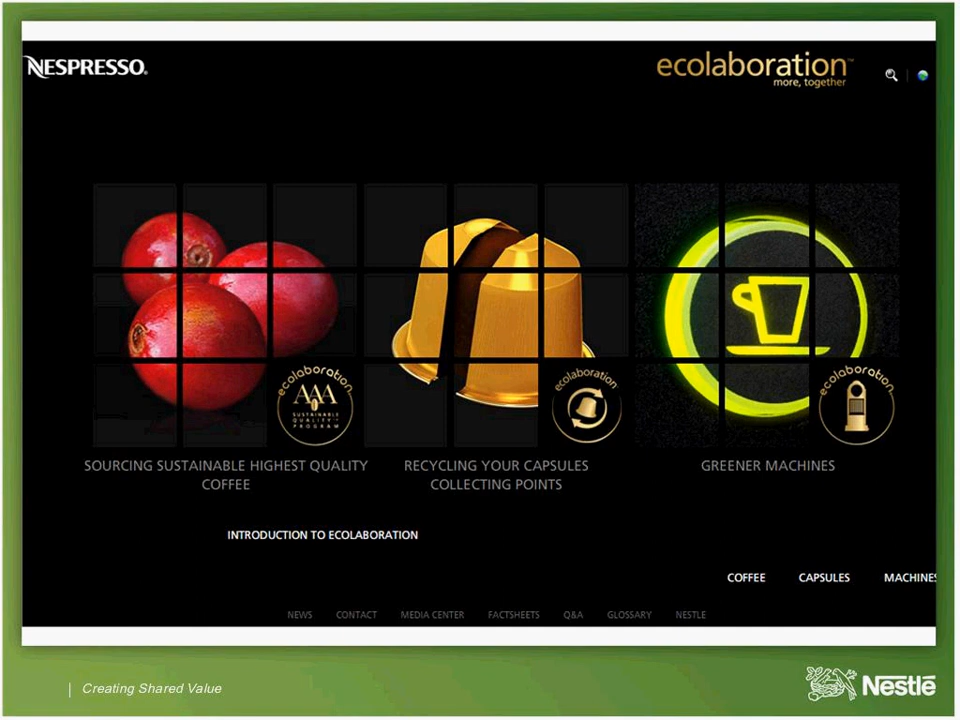 NESPRESSO.
ecolaboration™
more, together
ecolaboration
AAA
SUSTAINABLE
QUALITY™
PROGRAM
ecolaboration
ecolaboration
SOURCING SUSTAINABLE HIGHEST QUALITY
COFFEE
RECYCLING YOUR CAPSULES
COLLECTING POINTS
GREENER MACHINES
INTRODUCTION TO ECOLABORATION
COFFEE CAPSULES MACHINES
NEWS CONTACT MEDIA CENTER FACTSHEETS Q&A GLOSSARY NESTLE
Creating Shared Value
Nestlé